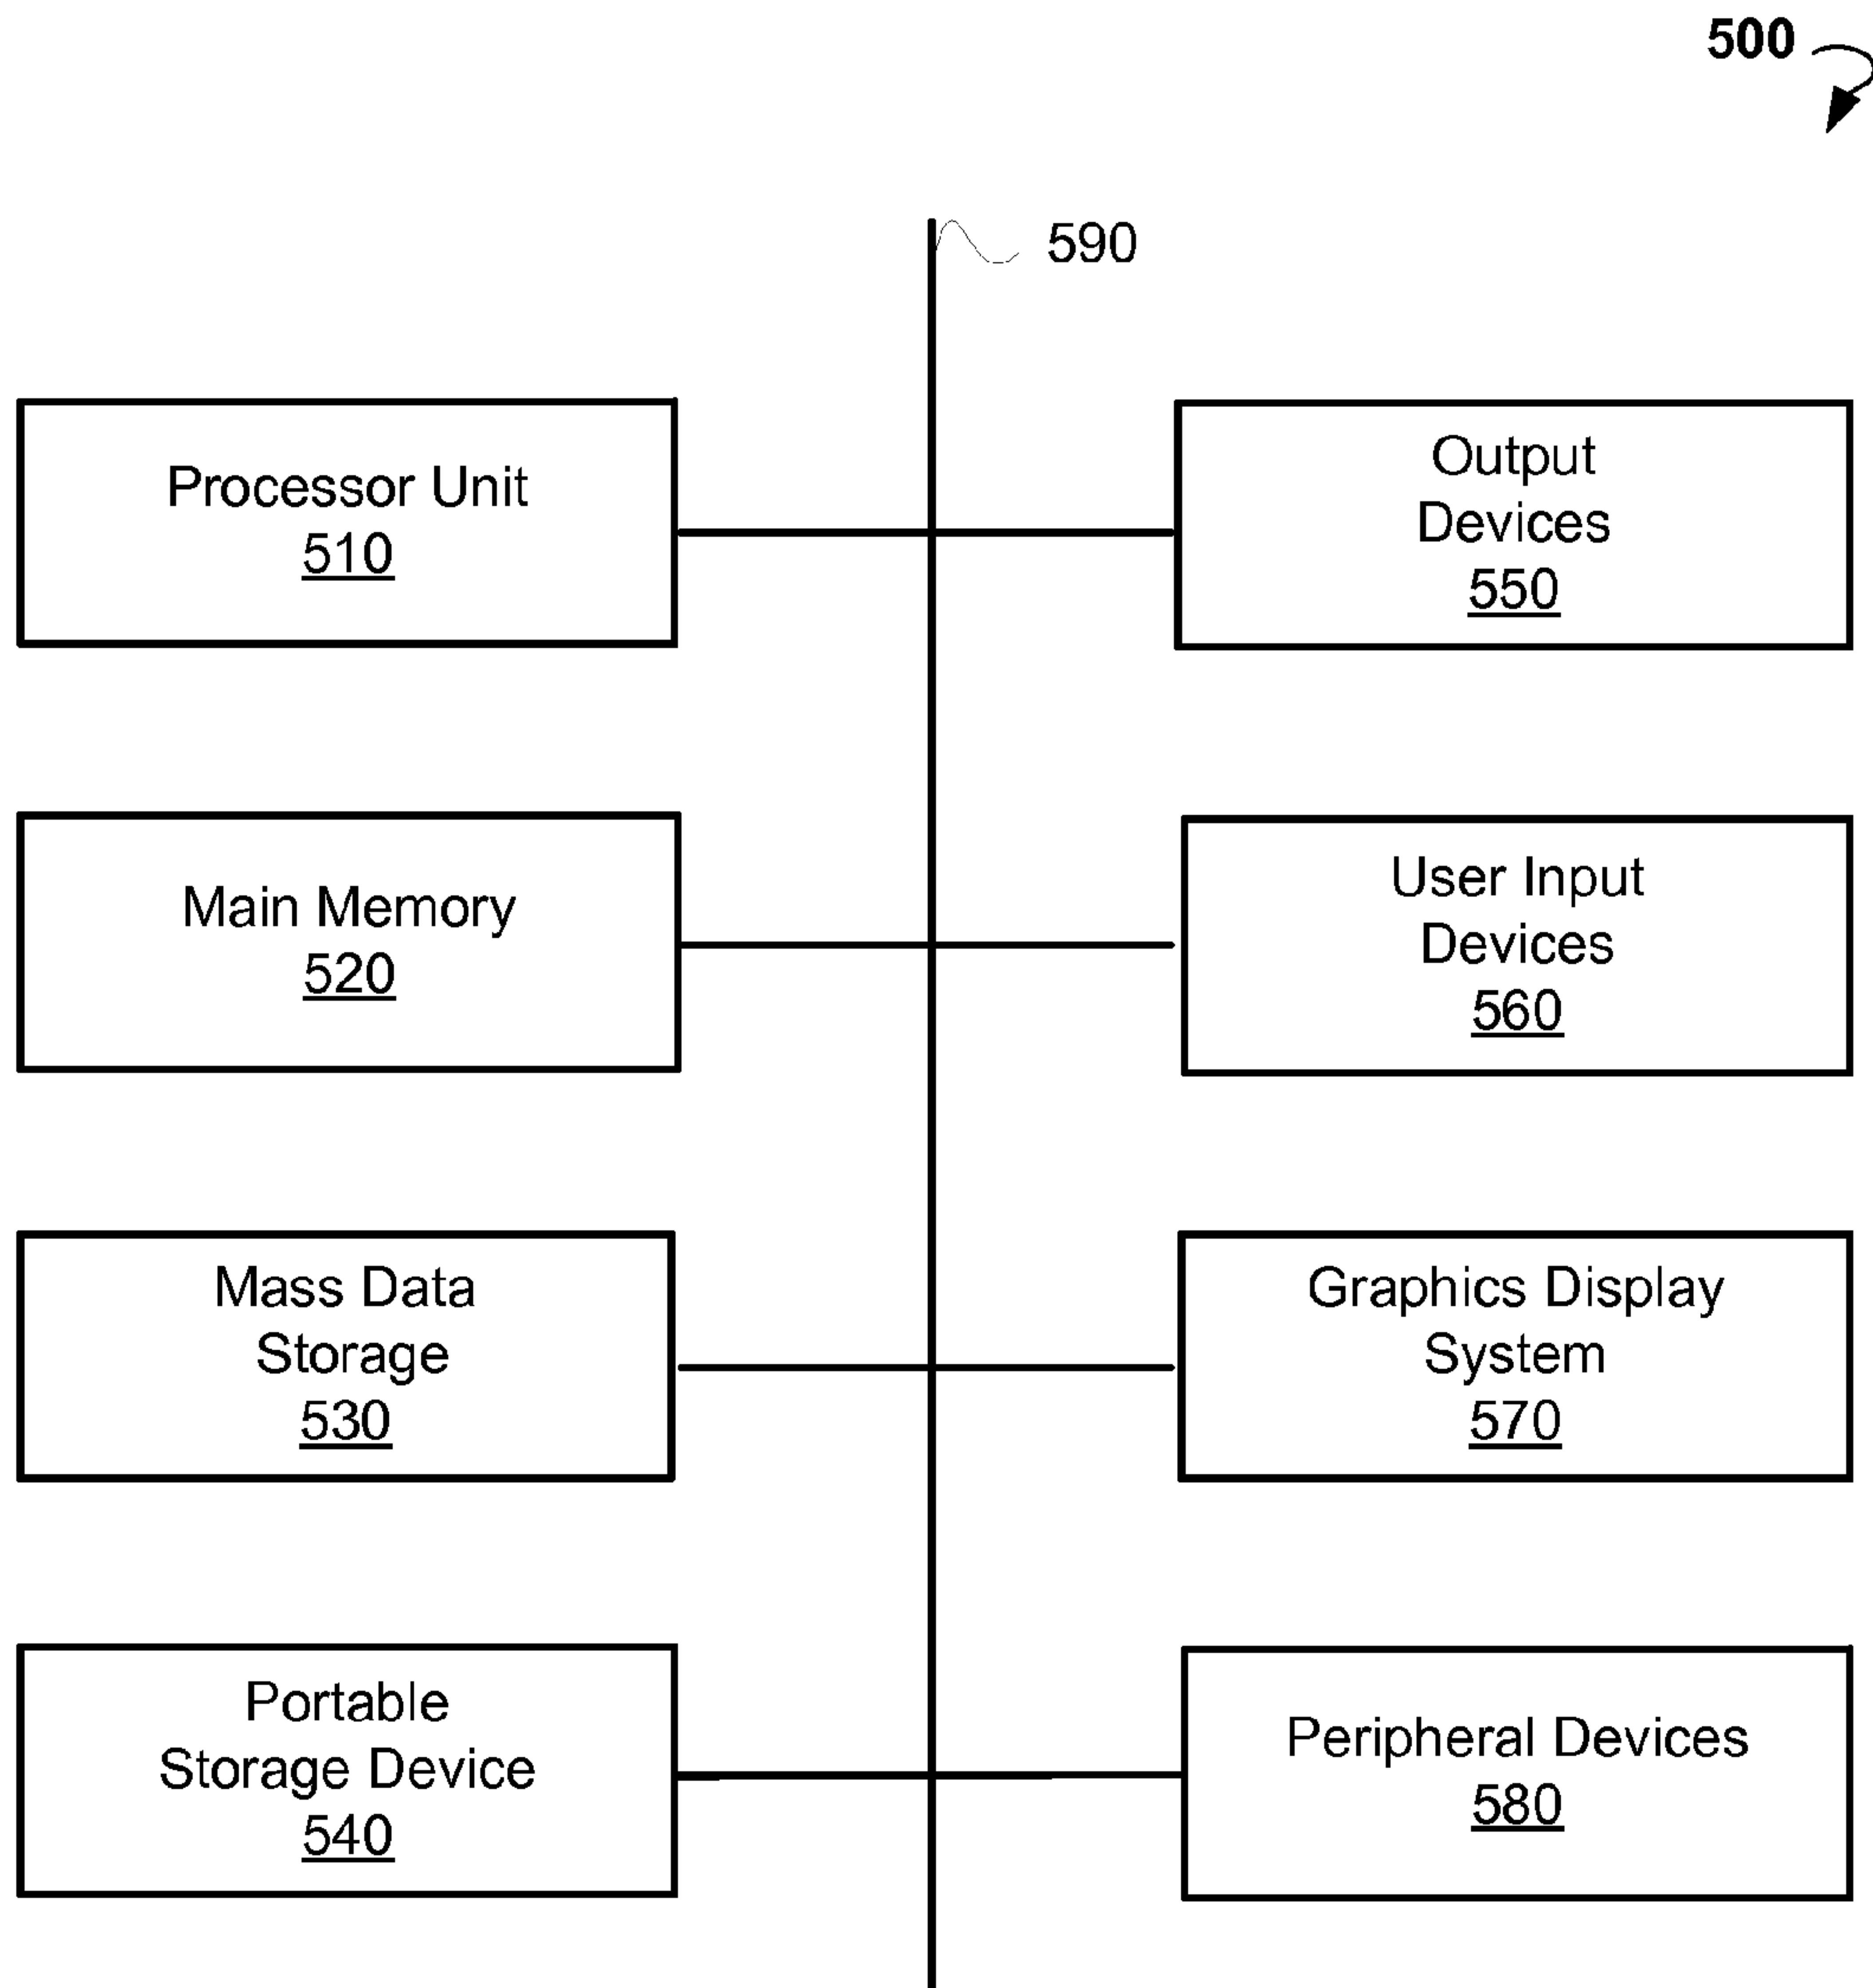 500
590
Processor Unit
510
Output
Devices
550
Main Memory
520
User Input
Devices
560
Mass Data
Storage
530
Graphics Display
System
570
Portable
Storage Device
540
Peripheral Devices
580